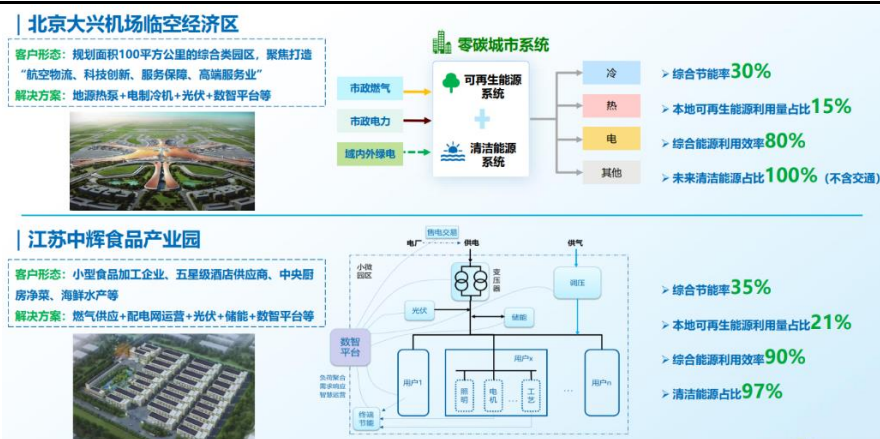 北京大兴机场临空经济区
客户形态：规划面积100平方公里的综合类园区，聚焦打造
“航空物流、科技创新、服务保障、高端服务业”
解决方案：地源热泵+电制冷机+光伏+数智平台等
零碳城市系统
市政燃气
市政电力
域内外绿电
可再生能源
系统
清洁能源
系统
冷
热
电
其他
综合节能率30%
本地可再生能源利用量占比15%
综合能源利用效率80%
未来清洁能源占比100%（不含交通）
江苏中辉食品产业园
客户形态：小型食品加工企业、五星级酒店供应商、中央厨
房净菜、海鲜水产等
解决方案：燃气供应+配电网运营+光伏+储能+数智平台等
售电交易
电厂
供电
供气
小微
园区
变
压
器
调压
光伏
储能
数智
平台
负荷聚合
需求响应
智慧运营
终端
节能
用户1
用户k
照
明
电
机
…
工
艺
…
用户n
综合节能率35%
本地可再生能源利用量占比21%
综合能源利用效率90%
清洁能源占比97%